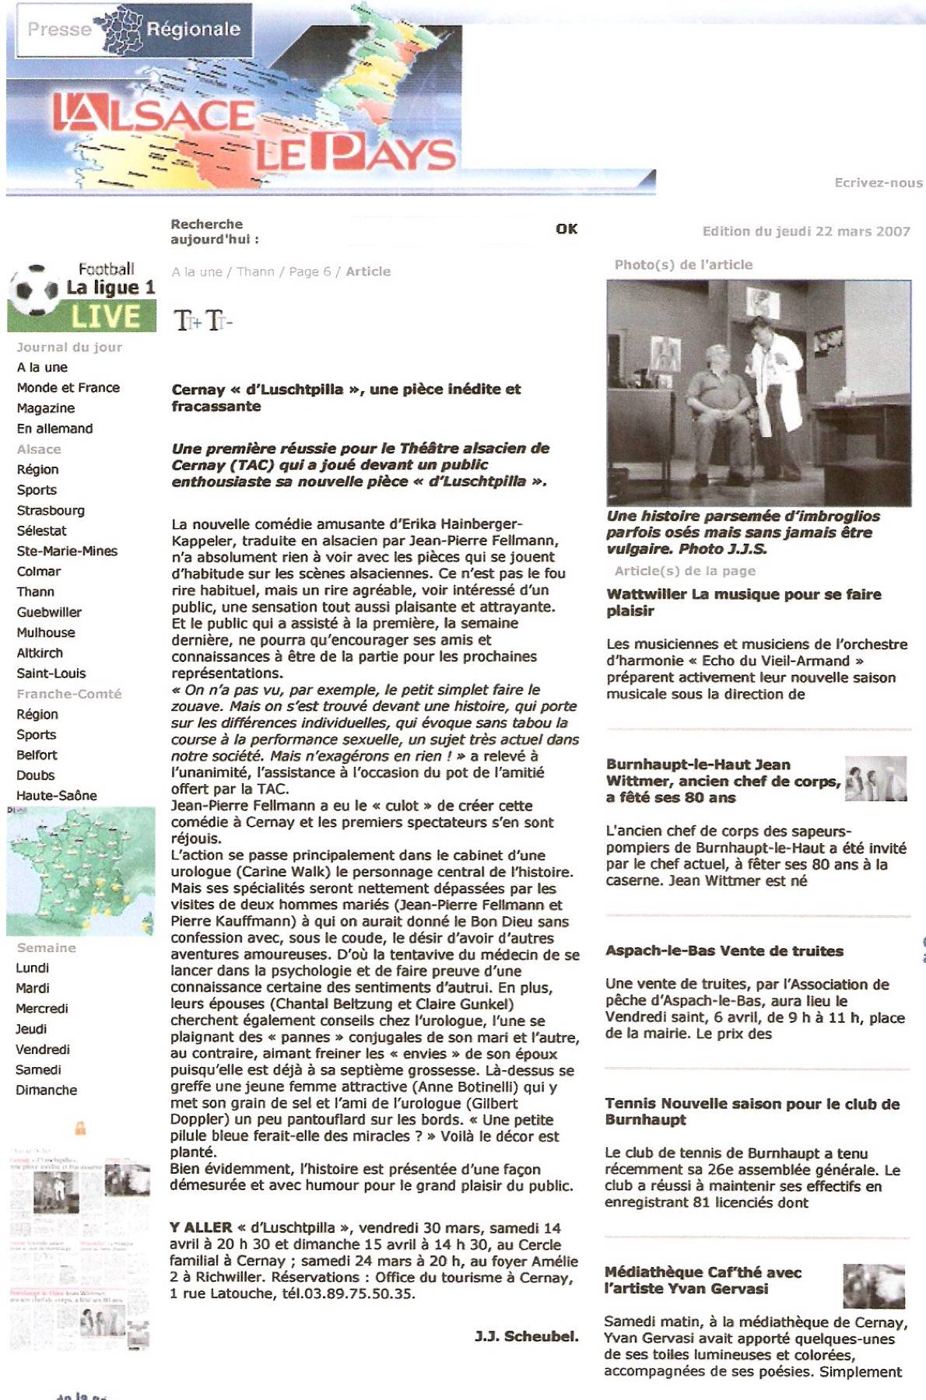 Presse Régionale
L'ALSACE
LE PAYS
Ecrivez-nous
Recherche
aujourd'hui :
OK
Edition du jeudi 22 mars 2007
Football
La ligue 1
LIVE
Journal du jour
A la une
Monde et France
Magazine
En allemand
Alsace
Région
Sports
Strasbourg
Sélestat
Ste-Marie-Mines
Colmar
Thann
Guebwiller
Mulhouse
Altkirch
Saint-Louis
Franche-Comté
Région
Sports
Belfort
Doubs
Haute-Saône
Semaine
Lundi
Mardi
Mercredi
Jeudi
Vendredi
Samedi
Dimanche
A la une / Thann / Page 6 / Article
T+ T-
Cernay « d'Luschtpilla », une pièce inédite et
fracassante
Une première réussie pour le Théâtre alsacien de
Cernay (TAC) qui a joué devant un public
enthousiaste sa nouvelle pièce « d'Luschtpilla ».
La nouvelle comédie amusante d'Erika Hainberger-
Kappeler, traduite en alsacien par Jean-Pierre Fellmann,
n'a absolument rien à voir avec les pièces qui se jouent
d'habitude sur les scènes alsaciennes. Ce n'est pas le fou
rire habituel, mais un rire agréable, voir intéressé d'un
public, une sensation tout aussi plaisante et attrayante.
Et le public qui a assisté à la première, la semaine
dernière, ne pourra qu'encourager ses amis et
connaissances à être de la partie pour les prochaines
représentations.
« On n'a pas vu, par exemple, le petit simplet faire le
zouave. Mais on s'est trouvé devant une histoire, qui porte
sur les différences individuelles, qui évoque sans tabou la
course à la performance sexuelle, un sujet très actuel dans
notre société. Mais n'exagérons en rien ! » a relevé à
l'unanimité, l'assistance à l'occasion du pot de l'amitié
offert par la TAC.
Jean-Pierre Fellmann a eu le « culot » de créer cette
comédie à Cernay et les premiers spectateurs s'en sont
réjouis.
L'action se passe principalement dans le cabinet d'une
urologue (Carine Walk) le personnage central de l'histoire.
Mais ses spécialités seront nettement dépassées par les
visites de deux hommes mariés (Jean-Pierre Fellmann et
Pierre Kauffmann) à qui on aurait donné le Bon Dieu sans
confession avec, sous le coude, le désir d'avoir d'autres
aventures amoureuses. D'où la tentavive du médecin de se
lancer dans la psychologie et de faire preuve d'une
connaissance certaine des sentiments d'autrui. En plus,
leurs épouses (Chantal Beltzung et Claire Gunkel)
cherchent également conseils chez l'urologue, l'une se
plaignant des « pannes » conjugales de son mari et l'autre,
au contraire, aimant freiner les « envies » de son époux
puisqu'elle est déjà à sa septième grossesse. Là-dessus se
greffe une jeune femme attractive (Anne Botinelli) qui y
met son grain de sel et l'ami de l'urologue (Gilbert
Doppler) un peu pantouflard sur les bords. « Une petite
pilule bleue ferait-elle des miracles ? » Voilà le décor est
planté.
Bien évidemment, l'histoire est présentée d'une façon
démesurée et avec humour pour le grand plaisir du public.
Y ALLER « d'Luschtpilla », vendredi 30 mars, samedi 14
avril à 20 h 30 et dimanche 15 avril à 14 h 30, au Cercle
familial à Cernay ; samedi 24 mars à 20 h, au foyer Amélie
2 à Richwiller. Réservations : Office du tourisme à Cernay,
1 rue Latouche, tél.03.89.75.50.35.
J.J. Scheubel.
Photo(s) de l'article
Une histoire parsemée d'imbroglios
parfois osés mais sans jamais être
vulgaire. Photo J.J.S.
Article(s) de la page
Wattwiller La musique pour se faire
plaisir
Les musiciennes et musiciens de l'orchestre
d'harmonie « Echo du Vieil-Armand »
préparent activement leur nouvelle saison
musicale sous la direction de
Burnhaupt-le-Haut Jean
Wittmer, ancien chef de corps,
a fêté ses 80 ans
L'ancien chef de corps des sapeurs-
pompiers de Burnhaupt-le-Haut a été invité
par le chef actuel, à fêter ses 80 ans à la
caserne. Jean Wittmer est né
Aspach-le-Bas Vente de truites
Une vente de truites, par l'Association de
pêche d'Aspach-le-Bas, aura lieu le
Vendredi saint, 6 avril, de 9 h à 11 h, place
de la mairie. Le prix des
Tennis Nouvelle saison pour le club de
Burnhaupt
Le club de tennis de Burnhaupt a tenu
récemment sa 26e assemblée générale. Le
club a réussi à maintenir ses effectifs en
enregistrant 81 licenciés dont
Médiathèque Caf'thé avec
l'artiste Yvan Gervasi
Samedi matin, à la médiathèque de Cernay,
Yvan Gervasi avait apporté quelques-unes
de ses toiles lumineuses et colorées,
accompagnées de ses poésies. Simplement